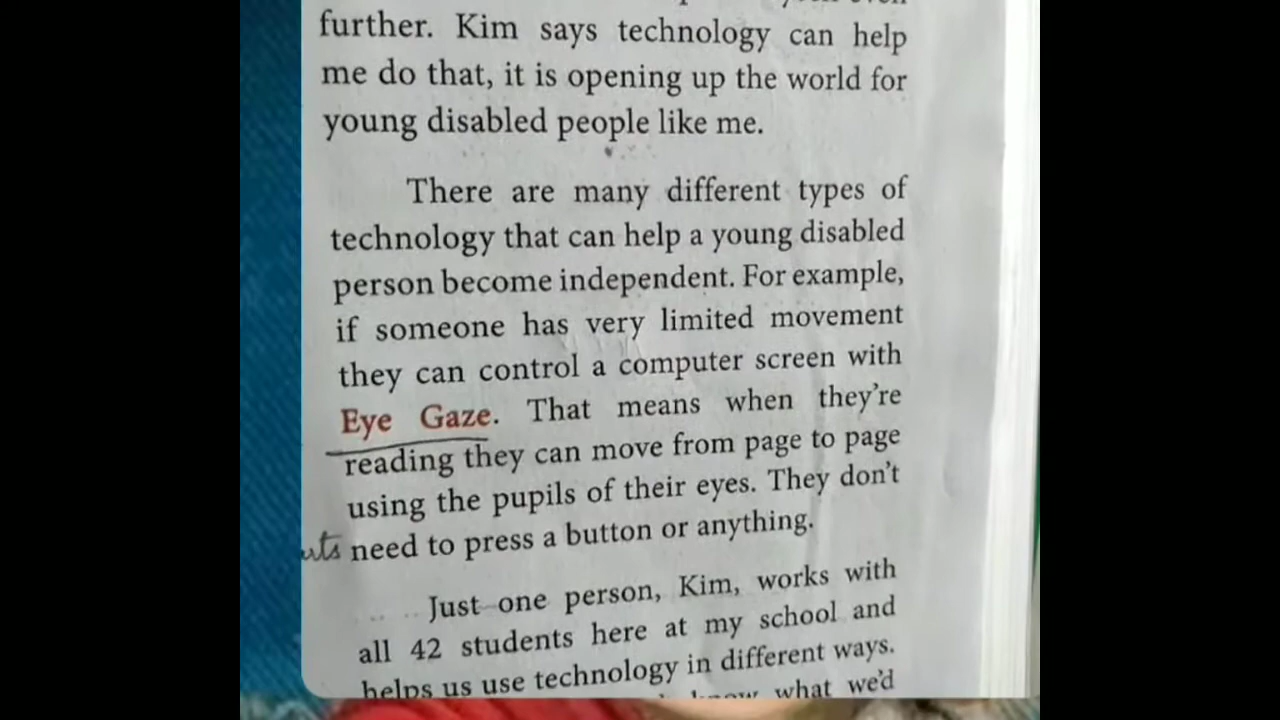 further. Kim says technology can help
me do that, it is opening up the world for
young disabled people like me.
There are many different types of
technology that can help a young disabled
person become independent. For example,
if someone has very limited movement
they can control a computer screen with
Eye Gaze. That means when they're
reading they can move from page to page
using the pupils of their eyes. They don't
need to press a button or anything.
Just one person, Kim, works with
all 42 students here at my school and
helps us use technology in different ways.
know what we'd